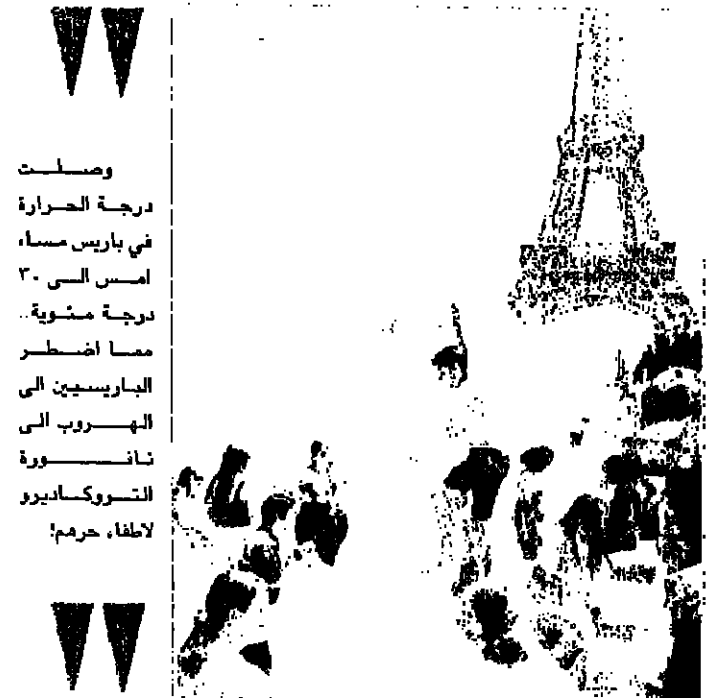 وصلت
درجة الحرارة
في باريس مساء
امس الى ٣٠
درجة مئوية..
مما اضطر
الباريسيين الى
الهروب الى
نافورة
التروكاديرو
لاطفاء حرهم!